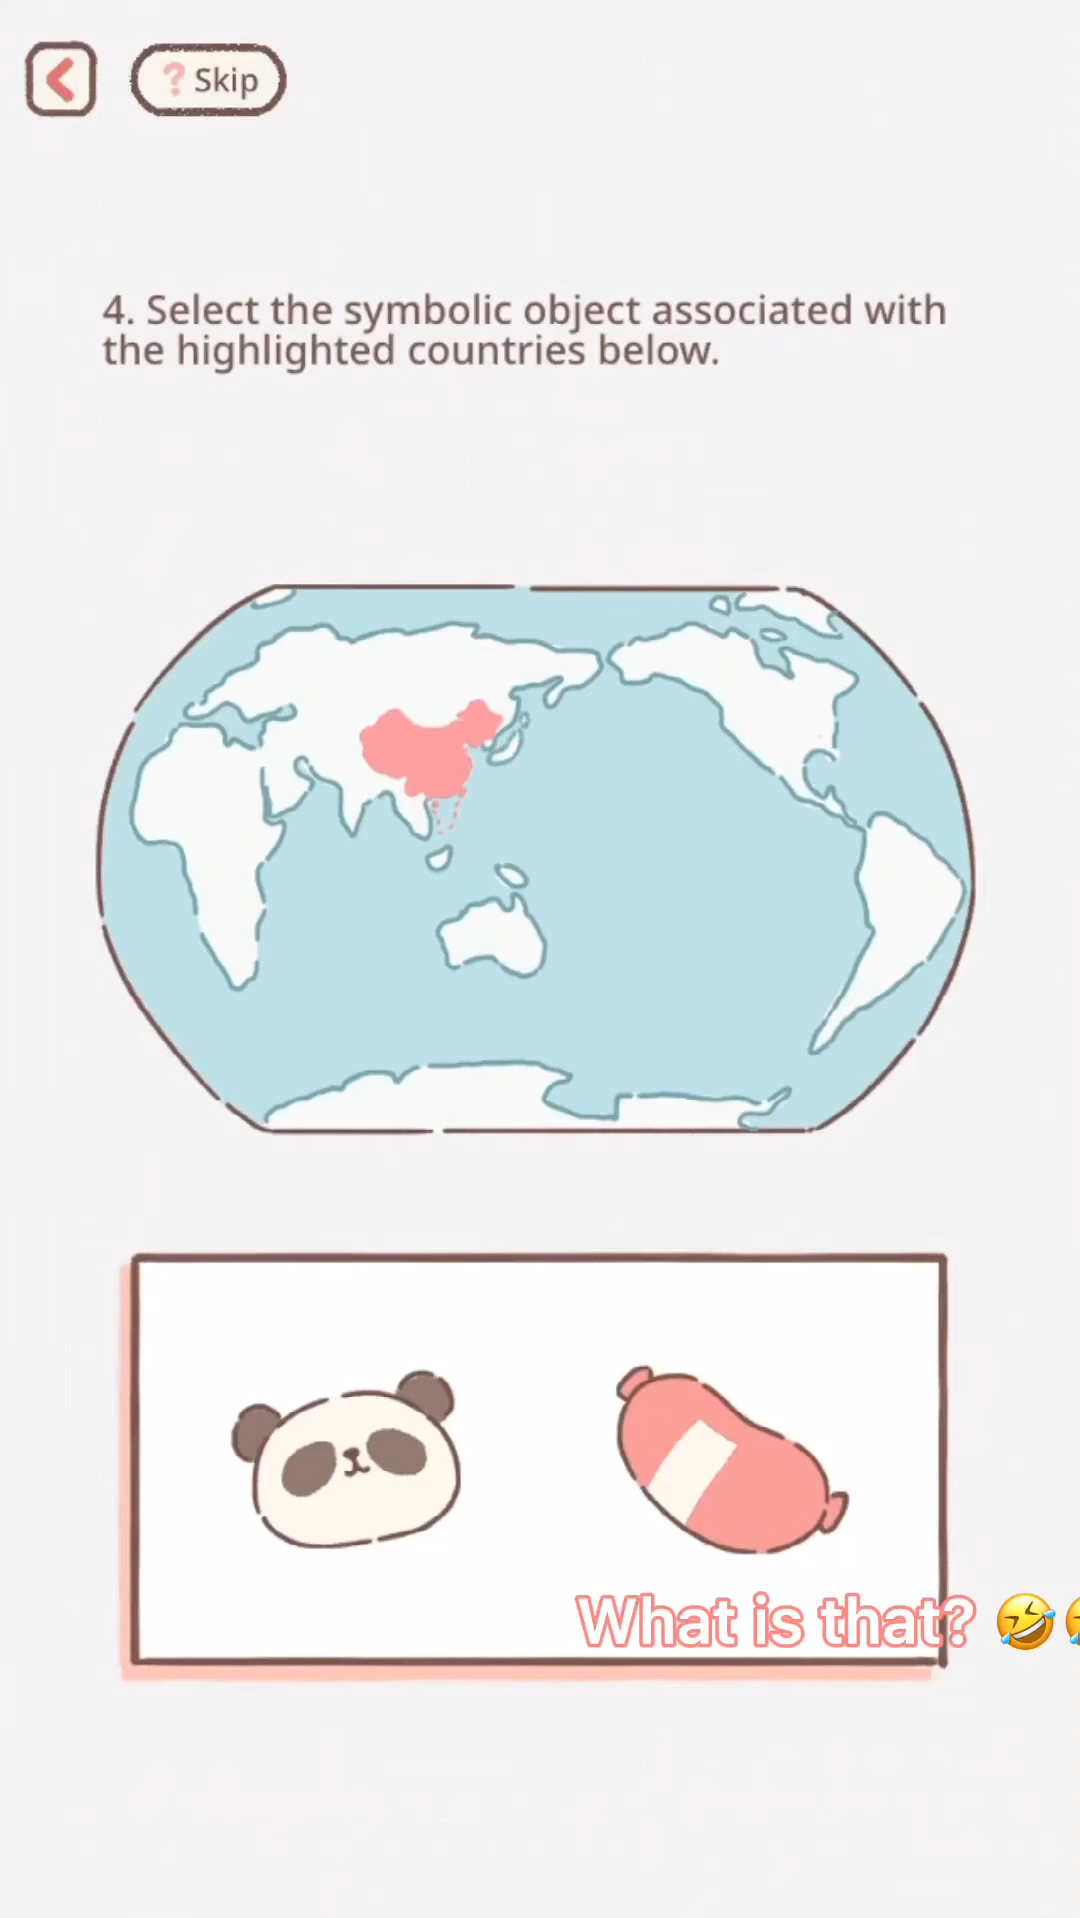 ? Skip
4. Select the symbolic object associated with
the highlighted countries below.
What is that? 🤣🤣